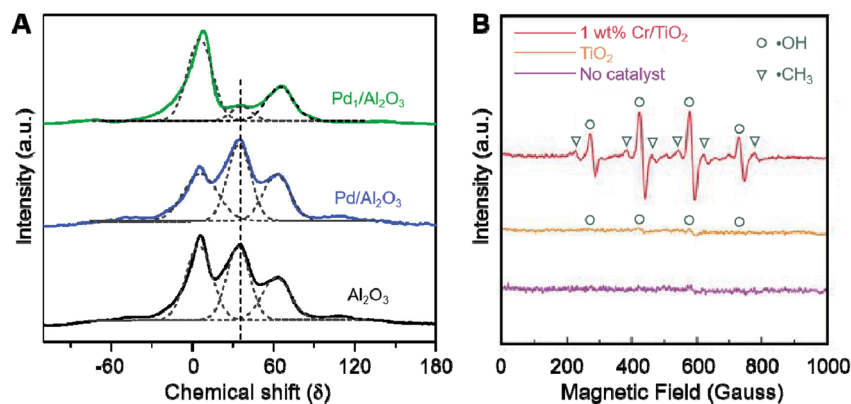 A
Pd₁/Al₂O₃
Pd/Al₂O₃
Al₂O₃
Intensity (a.u.)
-60 0 60 120 180
Chemical shift (δ)
B
1 wt% Cr/TiO₂
TiO₂
No catalyst
•OH
•CH₃
Intensity (a.u.)
0 200 400 600 800 1000
Magnetic Field (Gauss)